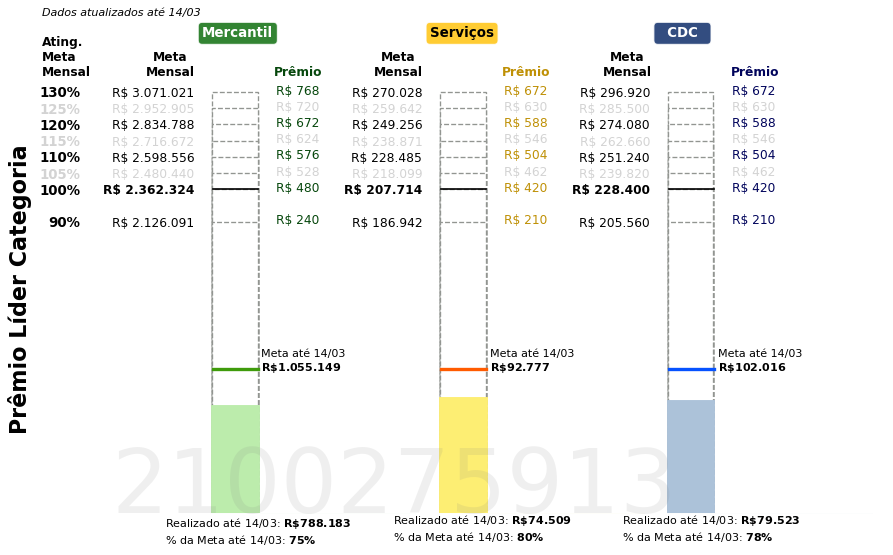 Dados atualizados até 14/03
Mercantil Serviços CDC
Ating.
Meta Meta Meta Meta
Mensal Mensal Prêmio Mensal Prêmio Mensal Prêmio
130% R$ 3.071.021 R$ 768 R$ 270.028 R$ 672 R$ 296.920 R$ 672
125% R$ 2.952.905 R$ 720 R$ 259.642 R$ 630 R$ 285.500 R$ 630
120% R$ 2.834.788 R$ 672 R$ 249.256 R$ 588 R$ 274.080 R$ 588
115% R$ 2.716.672 R$ 624 R$ 238.871 R$ 546 R$ 262.660 R$ 546
110% R$ 2.598.556 R$ 576 R$ 228.485 R$ 504 R$ 251.240 R$ 504
105% R$ 2.480.440 R$ 528 R$ 218.099 R$ 462 R$ 239.820 R$ 462
100% R$ 2.362.324 R$ 480 R$ 207.714 R$ 420 R$ 228.400 R$ 420
90% R$ 2.126.091 R$ 240 R$ 186.942 R$ 210 R$ 205.560 R$ 210
Prêmio Líder Categoria
Meta até 14/03 Meta até 14/03 Meta até 14/03
R$1.055.149 R$92.777 R$102.016
2100275913
Realizado até 14/03: R$788.183 Realizado até 14/03: R$74.509 Realizado até 14/03: R$79.523
% da Meta até 14/03: 75% % da Meta até 14/03: 80% % da Meta até 14/03: 78%